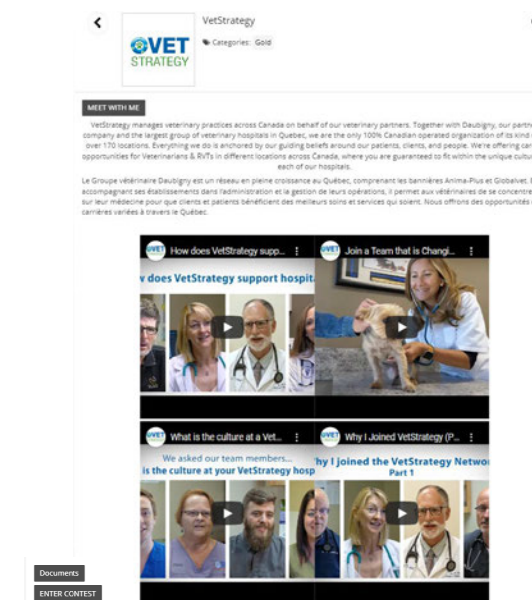 VetStrategy
VET
STRATEGY
Categories: Gold
MEET WITH ME
VetStrategy manages veterinary practices across Canada on behalf of our veterinary partners. Together with Daubigny, our partn
company and the largest group of veterinary hospitals in Quebec, we are the only 100% Canadian operated organization of its kind
over 170 locations. Everything we do is anchored by our guiding beliefs around our patients, clients, and people. We're offering car
opportunities for Veterinarians & RVTs in different locations across Canada, where you are guaranteed to fit within the unique cultu
each of our hospitals.
Le Groupe vétérinaire Daubigny est un réseau en pleine croissance au Québec, comprenant les bannières Anima-Plus et Globalvet.
accompagnant ses établissements dans l'administration et la gestion de leurs opérations, il permet aux vétérinaires de se concentre
sur leur médecine pour que clients et patients bénéficient des meilleurs soins et services qui soient. Nous offrons des opportunités
carrières variées à travers le Québec.
How does VetStrategy supp...
Join a Team that is Changi...
w does VetStrategy support hospit
What is the culture at a Vet...
Why I Joined VetStrategy (P...
We asked our team members...
is the culture at your VetStrategy hosp
hy I joined the VetStrategy Networ
Part 1
Documents
ENTER CONTEST